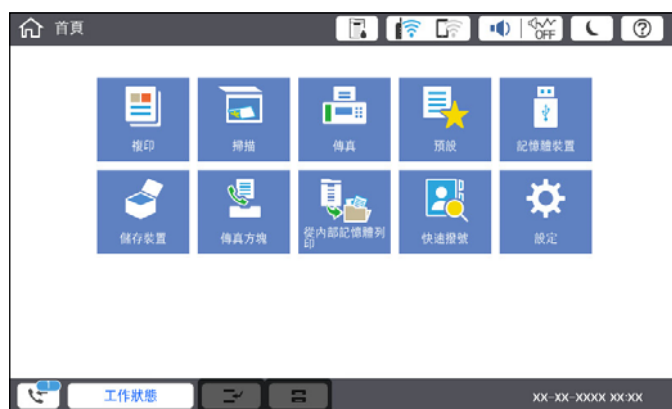 首頁
OFF
複印
掃描
傳真
預設
記憶體裝置
儲存裝置
傳真方塊
從內部記憶體列
印
快速撥號
設定
1
工作狀態
XX-XX-XXXX XX:XX